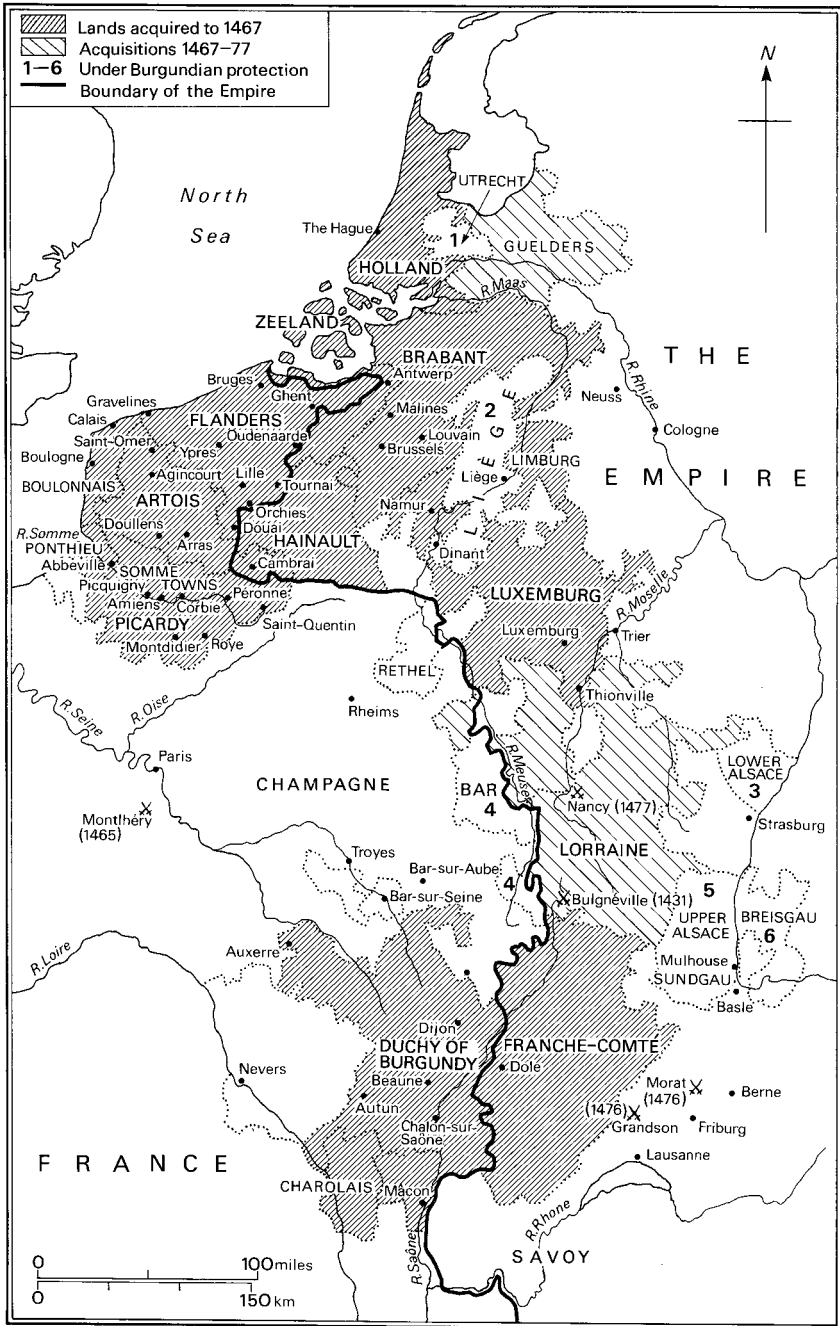 Lands acquired to 1467
Acquisitions 1467–77
1–6 Under Burgundian protection
Boundary of the Empire
N
North
Sea
UTRECHT
The Hague
1
GUELDERS
HOLLAND
R.Maas
ZEELAND
THE
BRABANT
R.Rhine
Bruges
Antwerp
Ghent
Neuss
Gravelines
Malines
2
Calais
FLANDERS
Saint-Omer
Ypres
Oudenaarde
Louvain
Cologne
Brussels
LIÈGE
LIMBURG
Boulogne
Agincourt
Lille
Tournai
Liège
EMPIRE
BOULONNAIS
ARTOIS
Orchies
Namur
Doullens
Douai
R.Somme
HAINAULT
PONTHIEU
Arras
Dinant
Abbeville
SOMME
Cambrai
Picquigny
TOWNS
Péronne
LUXEMBURG
R.Moselle
Amiens
Corbie
PICARDY
Saint-Quentin
Luxemburg
Trier
Montdidier
Roye
RETHEL
Thionville
R.Seine
R.Oise
Rheims
Paris
R.Meuse
LOWER
ALSACE
CHAMPAGNE
BAR
4
3
Nancy (1477)
Montlhéry
(1465)
Strasburg
LORRAINE
Troyes
Bar-sur-Aube
4
5
Bar-sur-Seine
Bulgnéville (1431)
UPPER
ALSACE
BREISGAU
6
Auxerre
R.Loire
Mulhouse
SUNDGAU
Basle
Dijon
DUCHY OF
BURGUNDY
FRANCHE-COMTÉ
Nevers
Beaune
Dole
Morat
(1476)
Berne
Autun
(1476)
Grandson
Friburg
Chalon-sur-
Saône
FRANCE
Lausanne
CHAROLAIS
Mâcon
R.Rhone
R.Saône
SAVOY
0 100 miles
0 150 km